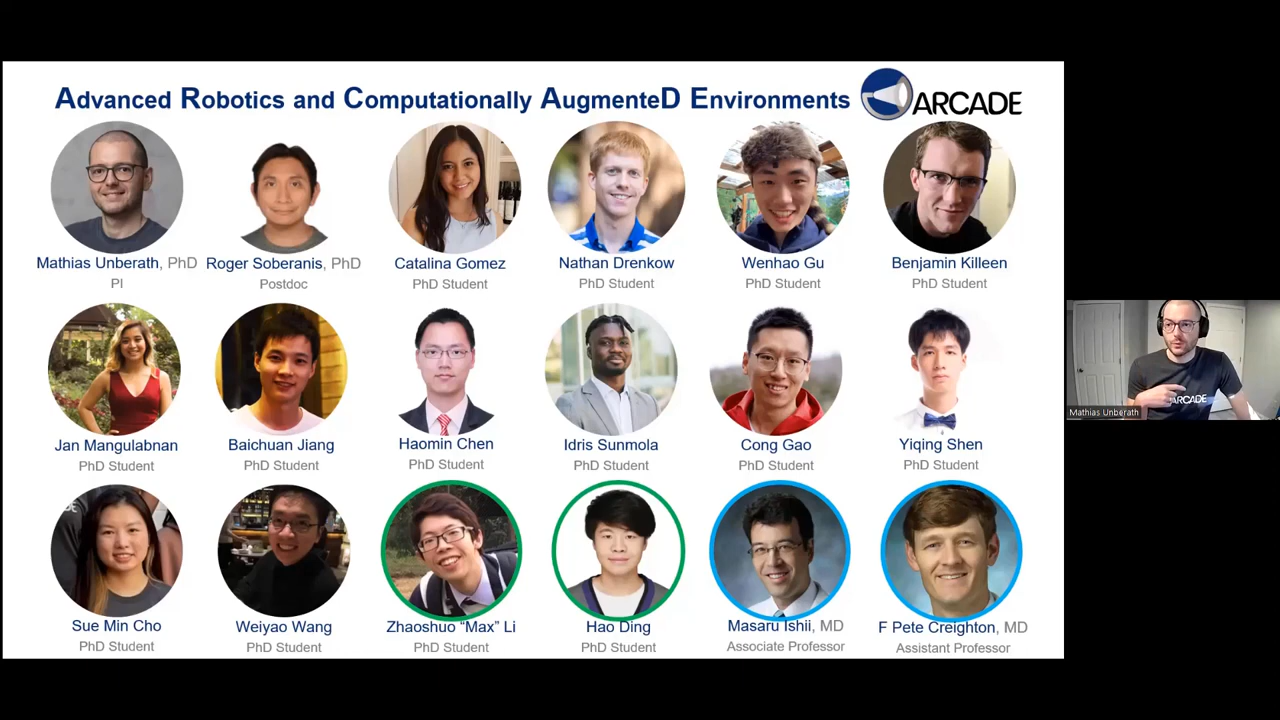 Advanced Robotics and Computationally AugmenteD Environments
ARCADE
Mathias Unberath, PhD
PI
Roger Soberanis, PhD
Postdoc
Catalina Gomez
PhD Student
Nathan Drenkow
PhD Student
Wenhao Gu
PhD Student
Benjamin Killeen
PhD Student
Jan Mangulabnan
PhD Student
Baichuan Jiang
PhD Student
Haomin Chen
PhD Student
Idris Sunmola
PhD Student
Cong Gao
PhD Student
Yiqing Shen
PhD Student
Sue Min Cho
PhD Student
Weiyao Wang
PhD Student
Zhaoshuo “Max” Li
PhD Student
Hao Ding
PhD Student
Masaru Ishii, MD
Associate Professor
F Pete Creighton, MD
Assistant Professor
ARCADE
Mathias Unberath